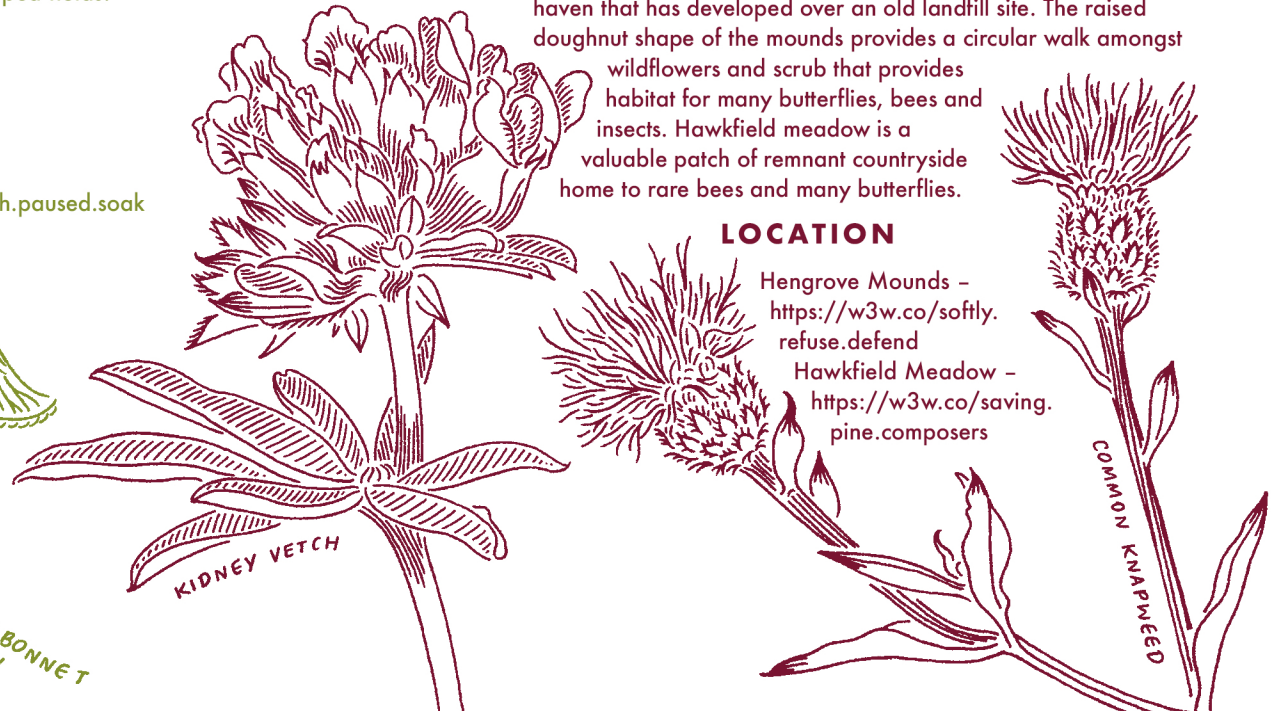 haven that has developed over an old landfill site. The raised
doughnut shape of the mounds provides a circular walk amongst
wildflowers and scrub that provides
habitat for many butterflies, bees and
insects. Hawkfield meadow is a
valuable patch of remnant countryside
home to rare bees and many butterflies.
h.paused.soak
LOCATION
Hengrove Mounds –
https://w3w.co/softly.
refuse.defend
Hawkfield Meadow –
https://w3w.co/saving.
pine.composers
KIDNEY VETCH
COMMON KNAPWEED
BONNET